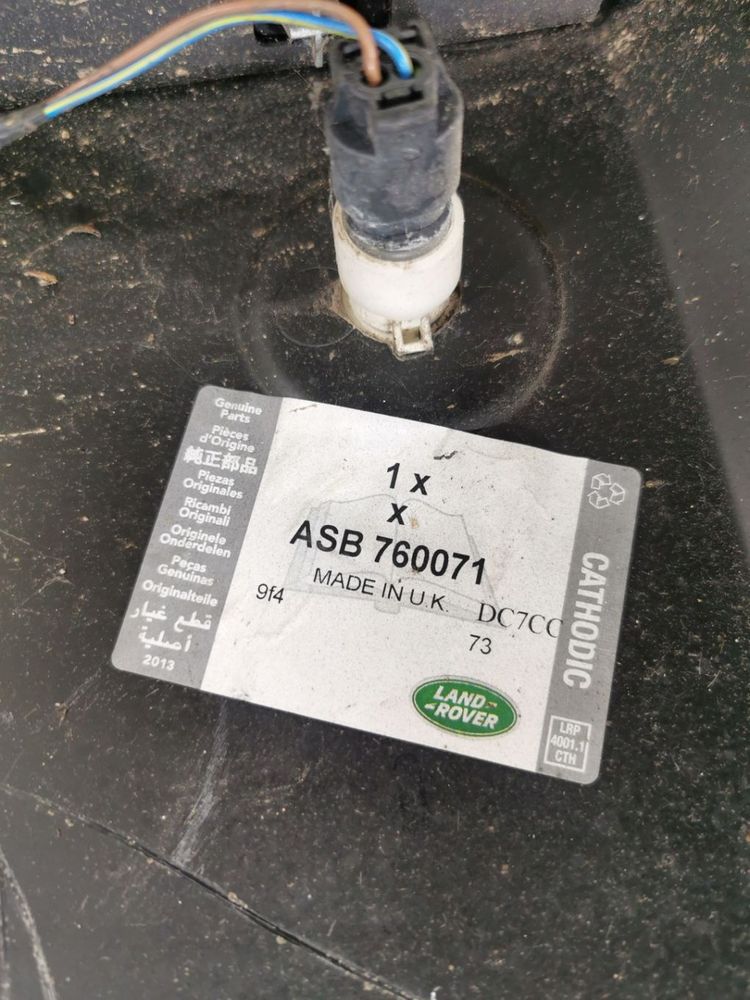 Genuine
Parts
Pièces
d'Origine
純正部品
Piezas
Originales
Ricambi
Originali
Originele
Onderdelen
Peças
Genuinas
Originalteile
قطع غيار
أصلية
2013
1 x
x
ASB 760071
MADE IN U.K.
9f4
DC7CC
73
LAND-
-ROVER
CATHODIC
LRP
4001.1
CTH